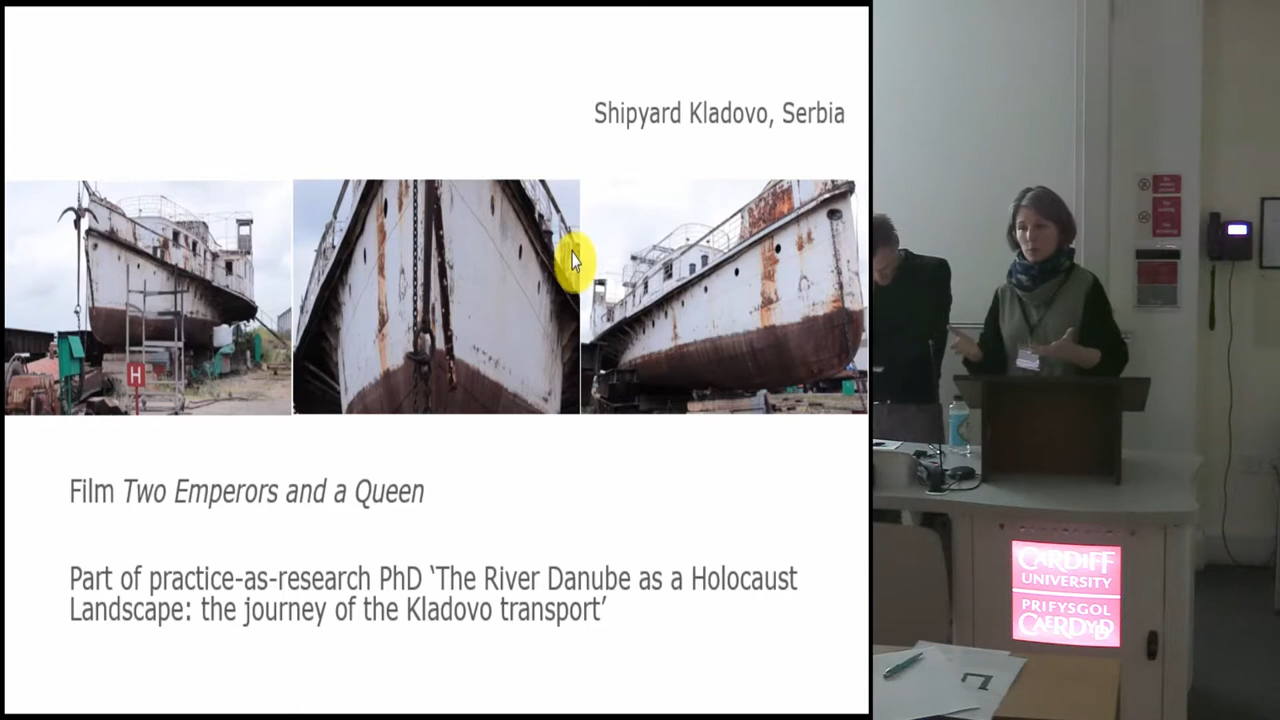 Shipyard Kladovo, Serbia
H
Film Two Emperors and a Queen
Part of practice-as-research PhD ‘The River Danube as a Holocaust
Landscape: the journey of the Kladovo transport’
CARDIFF
UNIVERSITY
PRIFYSGOL
CAERDYDD